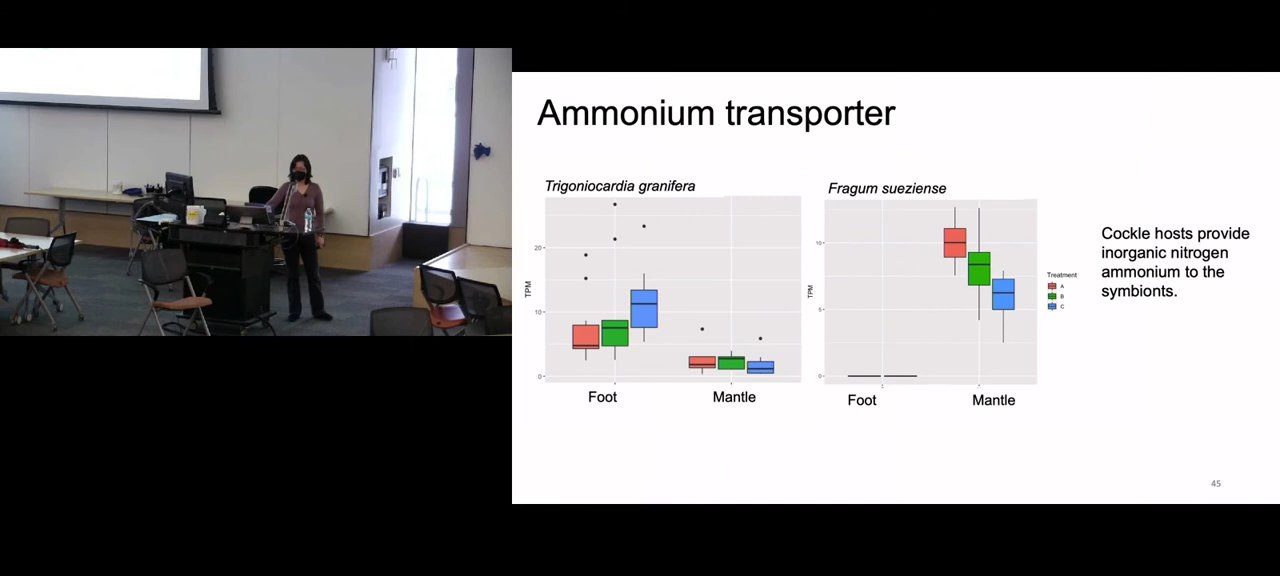 Ammonium transporter
Trigoniocardia granifera
Fragum sueziense
TPM
20
10
0
Foot
Mantle
TPM
10
5
0
Foot
Mantle
Treatment
A
B
C
Cockle hosts provide
inorganic nitrogen
ammonium to the
symbionts.
45